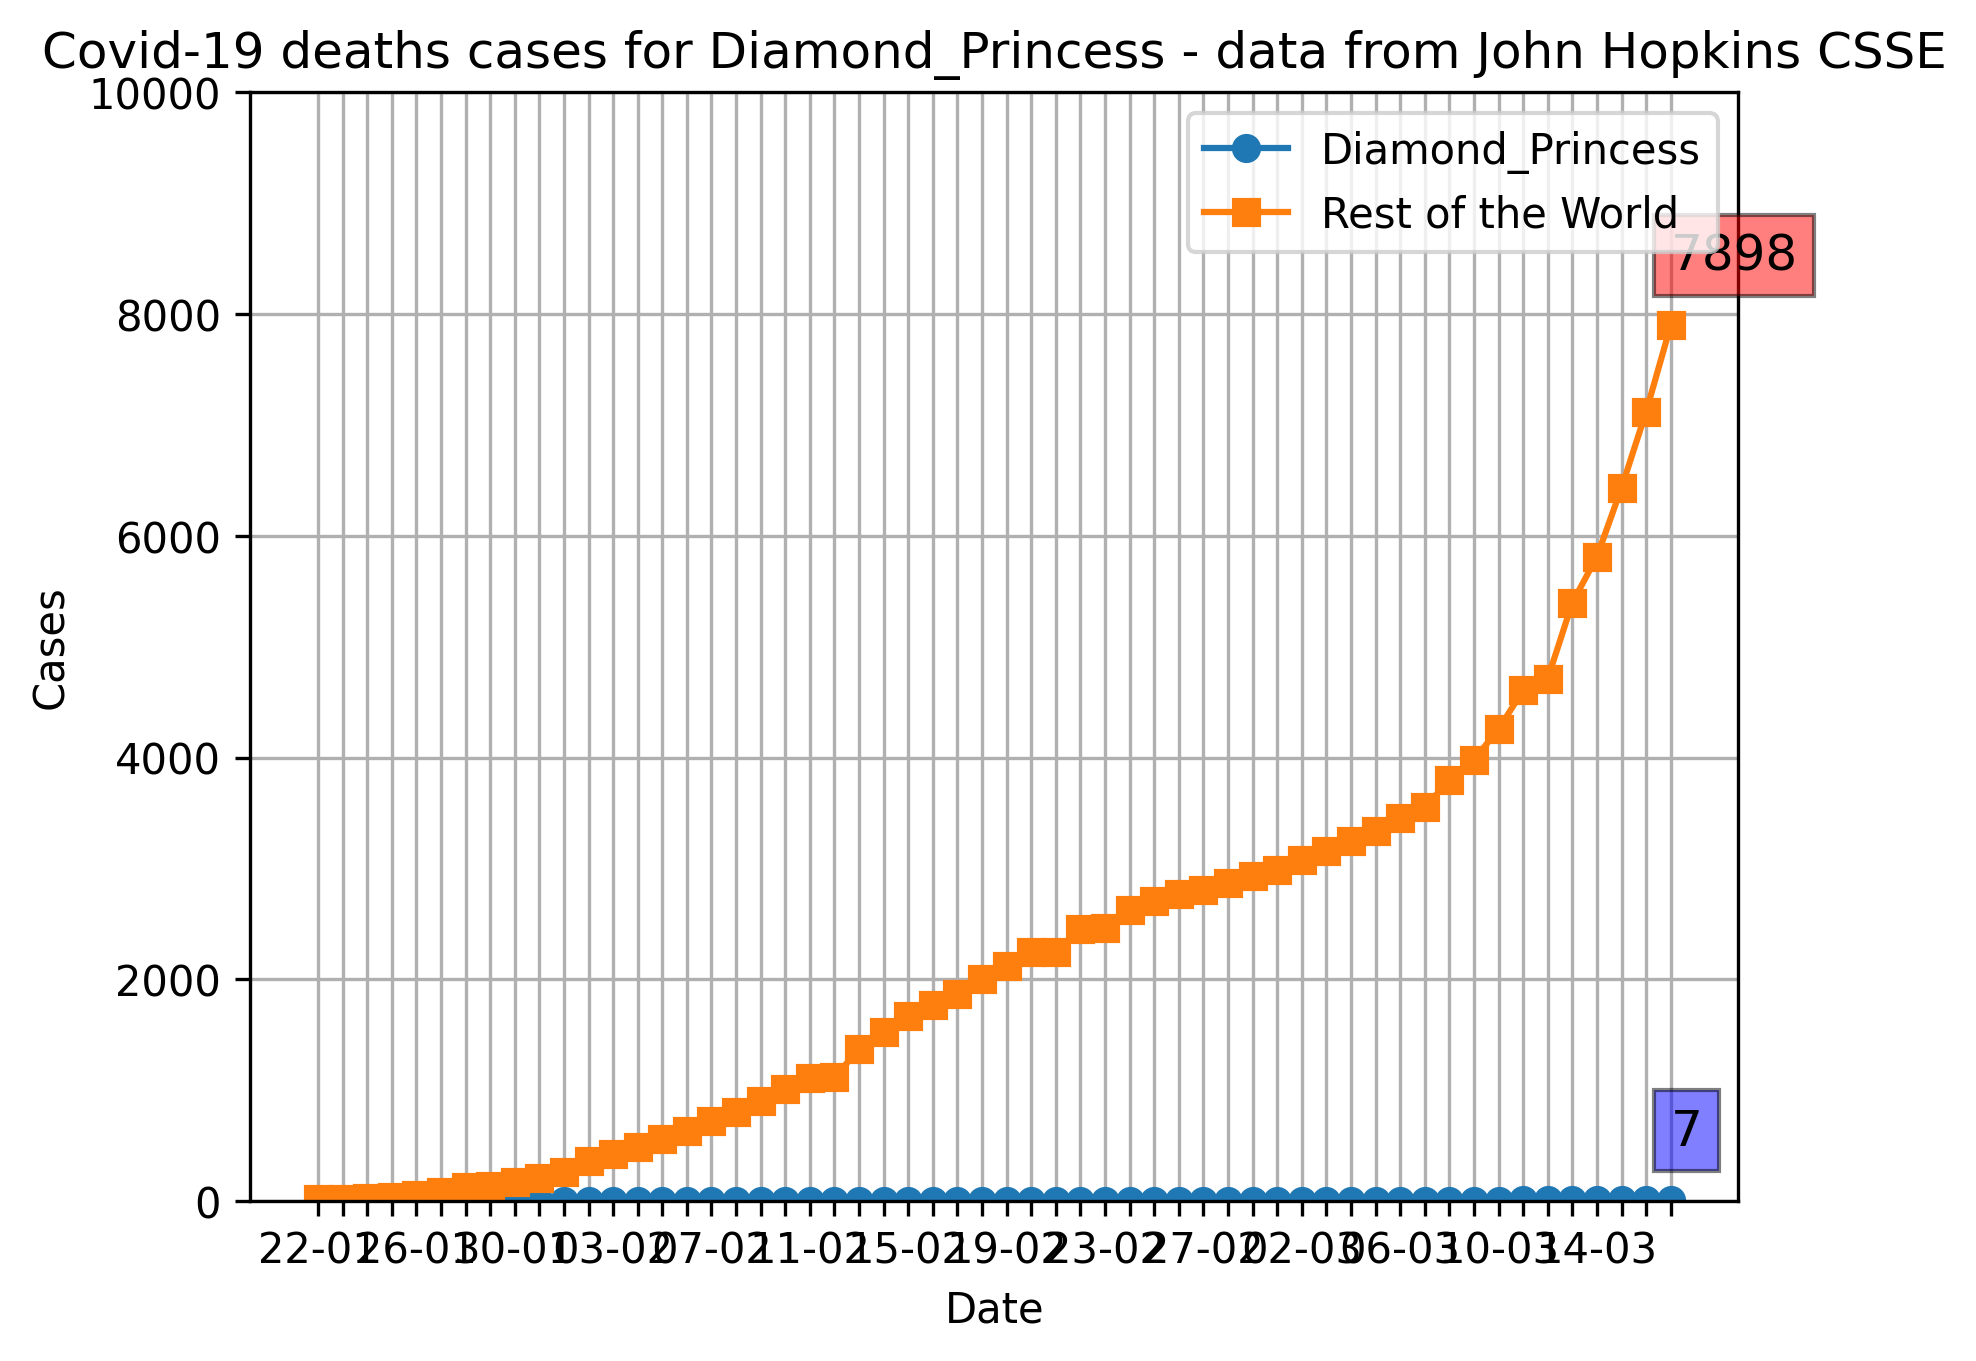 Covid-19 deaths cases for Diamond_Princess - data from John Hopkins CSSE
10000
8000
6000
4000
2000
0
Cases
Diamond_Princess
Rest of the World
7898
7
22-01 26-01 30-01 03-02 07-02 11-02 15-02 19-02 23-02 27-02 02-03 06-03 10-03 14-03
Date